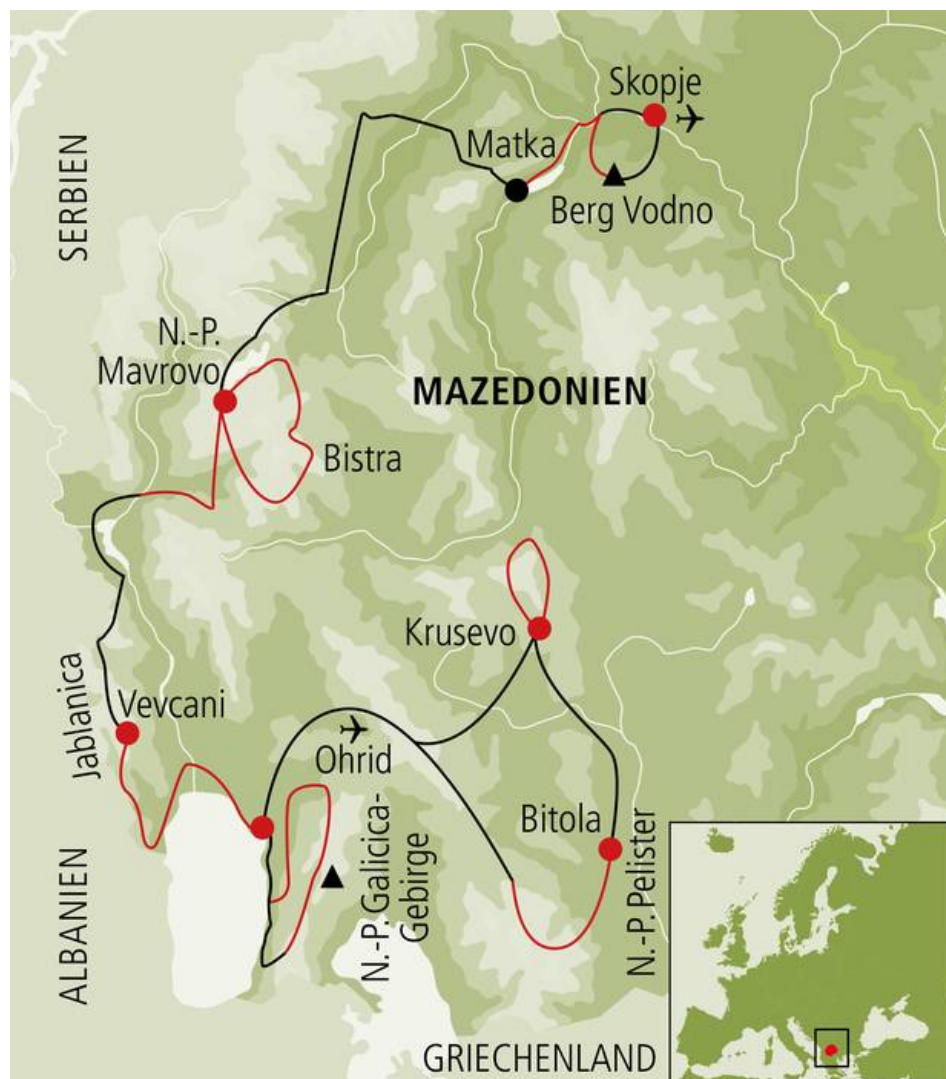 Skopje
Matka
SERBIEN
Berg Vodno
N.-P.
Mavrovo
MAZEDONIEN
Bistra
Krusevo
Jablanica
Vevcani
Ohrid
Bitola
N.-P. Galicica-
Gebirge
N.-P. Pelister
ALBANIEN
GRIECHENLAND